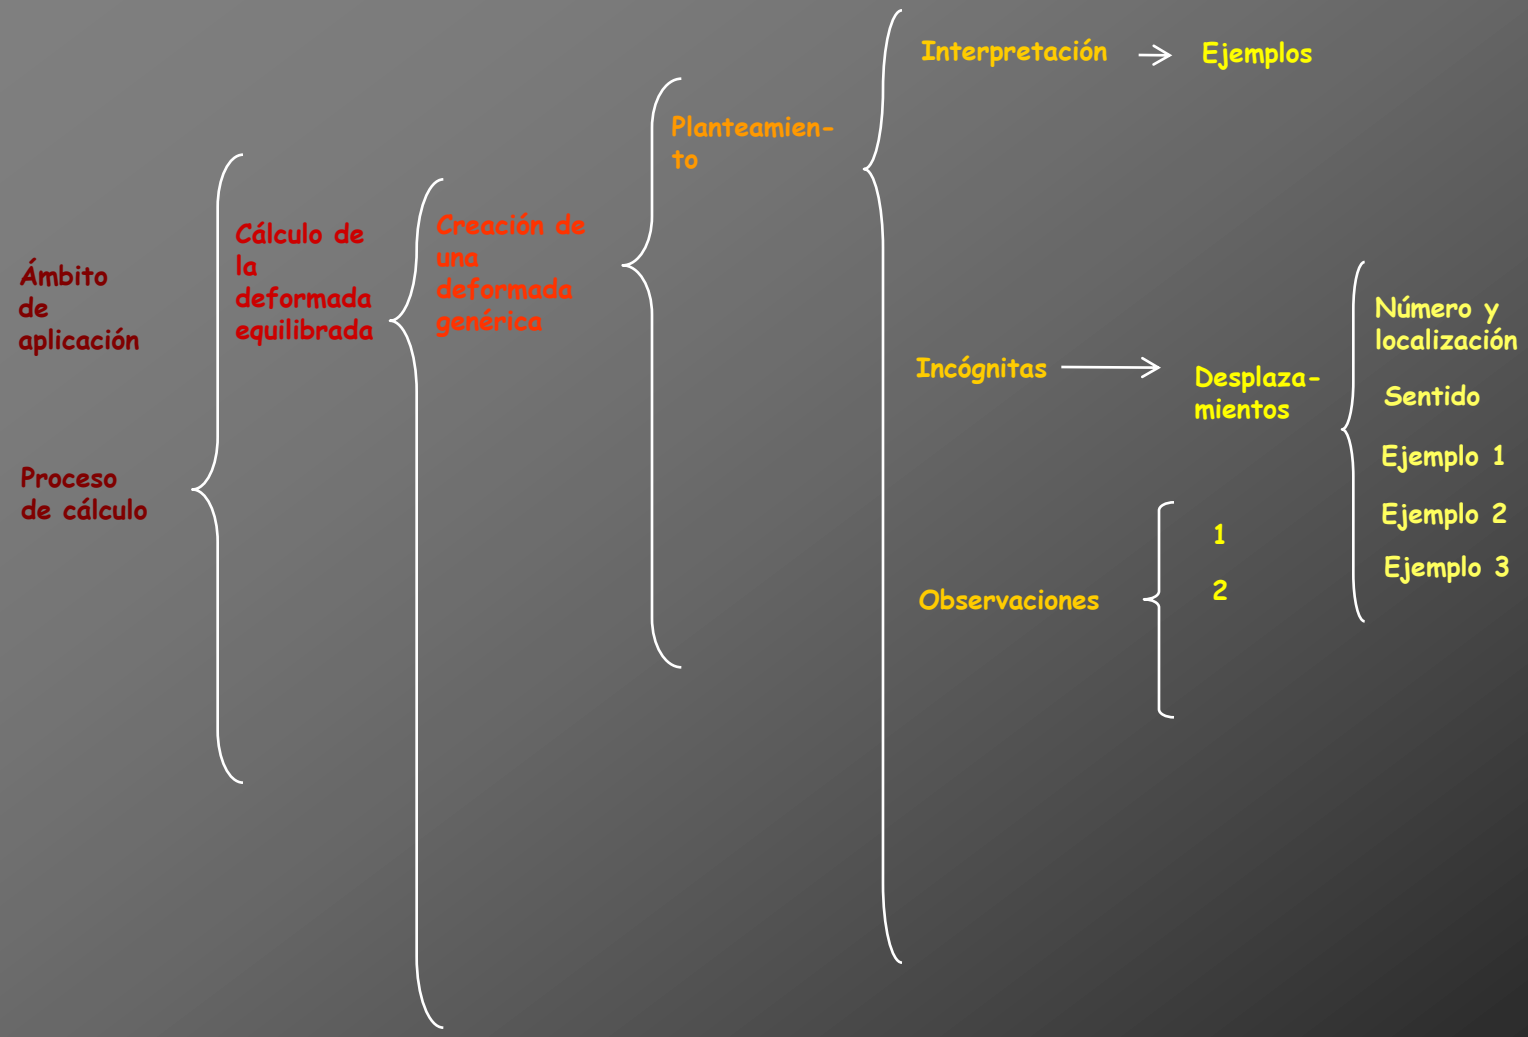 Ámbito
de
aplicación
Proceso
de cálculo
Cálculo de
la
deformada
equilibrada
Creación de
una
deformada
genérica
Planteamien-
to
Interpretación
Ejemplos
Incógnitas
Desplaza-
mientos
Número y
localización
Sentido
Ejemplo 1
Ejemplo 2
Ejemplo 3
Observaciones
1
2